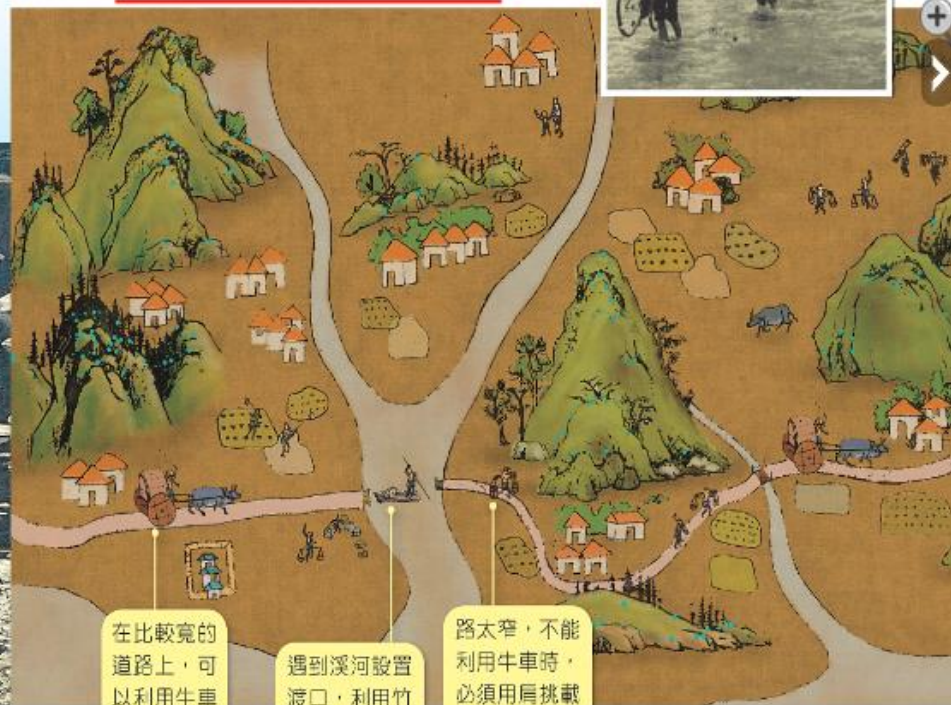 在比較寬的
道路上，可
以利用牛車
遇到溪河設置
渡口，利用竹
路太窄，不能
利用牛車時，
必須用肩挑載